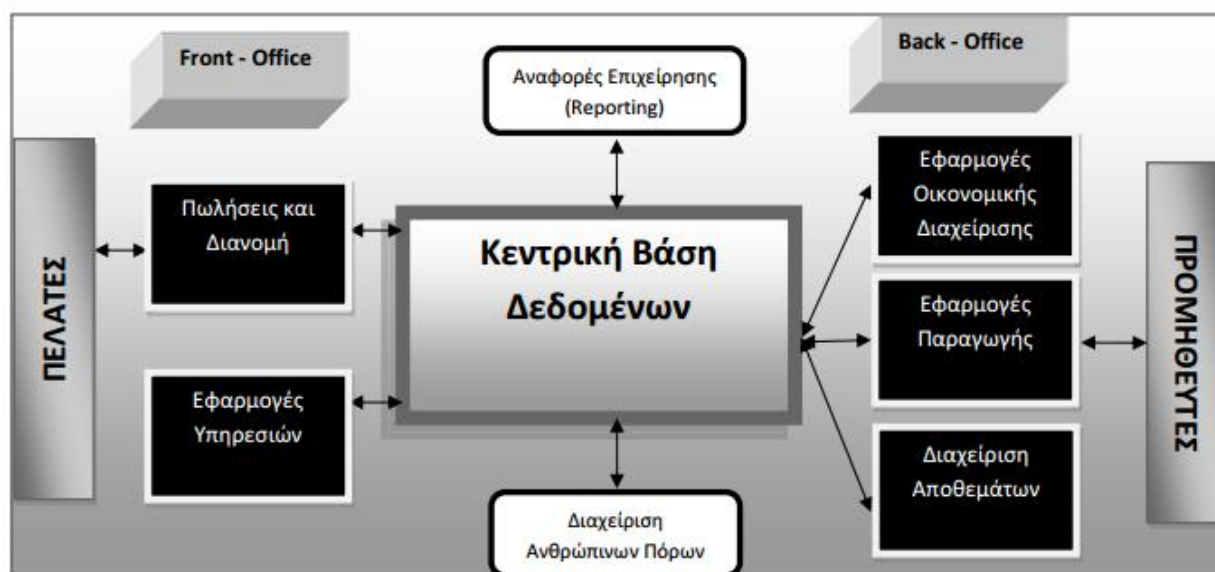 Front - Office
Back - Office
Αναφορές Επιχείρησης
(Reporting)
ΠΕΛΑΤΕΣ
Πωλήσεις και
Διανομή
Εφαρμογές
Υπηρεσιών
Κεντρική Βάση
Δεδομένων
Διαχείριση
Ανθρώπινων Πόρων
Εφαρμογές
Οικονομικής
Διαχείρισης
Εφαρμογές
Παραγωγής
Διαχείριση
Αποθεμάτων
ΠΡΟΜΗΘΕΥΤΕΣ